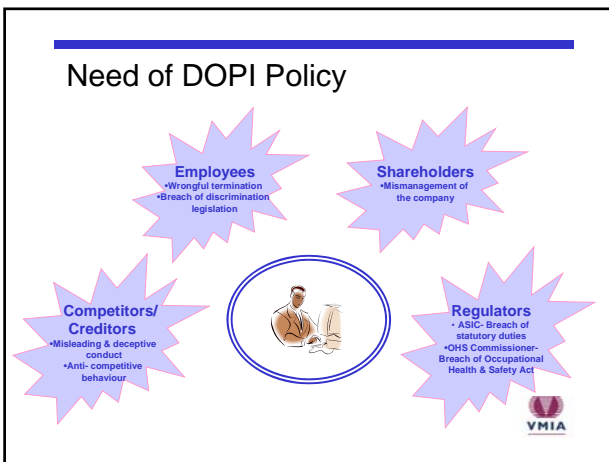 Need of DOPI Policy
Employees
•Wrongful termination
•Breach of discrimination
legislation
Shareholders
•Mismanagement of
the company
Competitors/
Creditors
•Misleading & deceptive
conduct
•Anti- competitive
behaviour
Regulators
• ASIC- Breach of
statutory duties
•OHS Commissioner-
Breach of Occupational
Health & Safety Act
VMIA